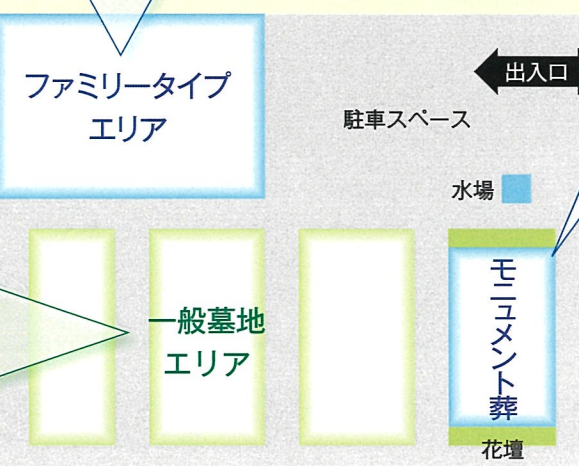 ファミリータイプ
エリア
出入口
駐車スペース
水場
一般墓地
エリア
モニュメント葬
花壇